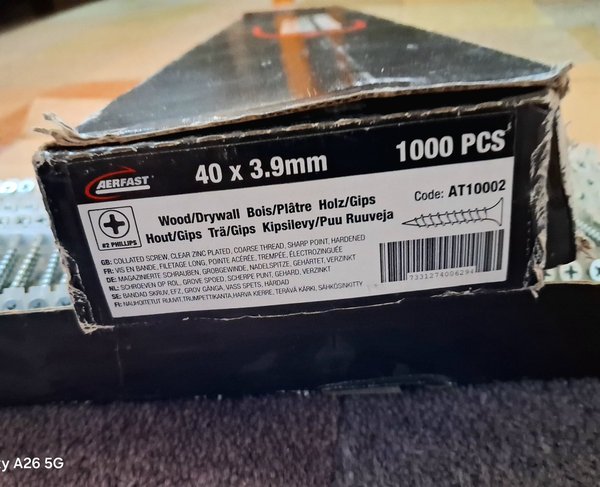 AERFAST
40 x 3.9mm
1000 PCS
#2 PHILLIPS
Wood/Drywall Bois/Plâtre Holz/Gips
Hout/Gips Trä/Gips Kipsilevy/Puu Ruuveja
Code: AT10002
GB: COLLATED SCREW, CLEAR ZINC PLATED, COARSE THREAD, SHARP POINT, HARDENED
FR: VIS EN BANDE, FILETAGE LONG, POINTE ACÉRÉE, TREMPÉE, ÉLECTROZINGUÉE
DE: MAGAZINIERTE SCHRAUBEN, GROBGEWINDE, NADELSPITZE, GEHÄRTET, VERZINKT
NL: SCHROEVEN OP ROL, GROVE SPOED, SCHERPE PUNT, GEHARD, VERZINKT
SE: BANDAD SKRUV, EFZ, GROV GÄNGA, VASS SPETS, HÄRDAD
FI: NAUHOITETUT RUUVIT, TRUMPETTIKANTA, HARVA KIERRE, TERÄVÄ KÄRKI, SÄHKÖSINKITTY
7331274006294
A26 5G